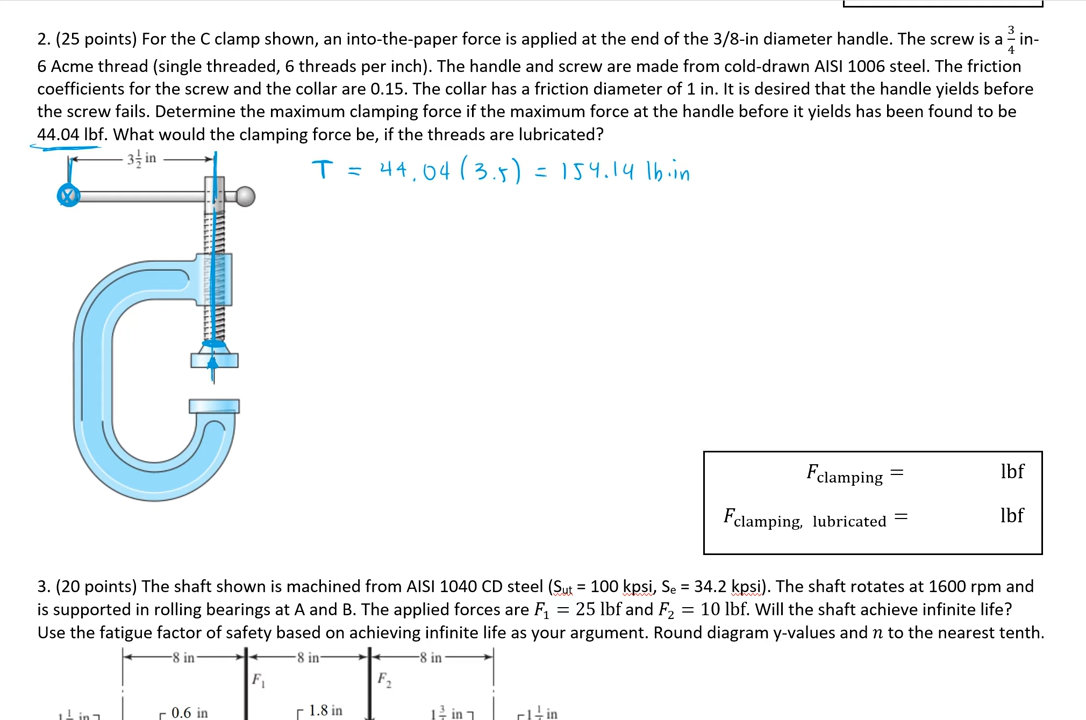 2. (25 points) For the C clamp shown, an into-the-paper force is applied at the end of the 3/8-in diameter handle. The screw is a 3/4 in-
6 Acme thread (single threaded, 6 threads per inch). The handle and screw are made from cold-drawn AISI 1006 steel. The friction
coefficients for the screw and the collar are 0.15. The collar has a friction diameter of 1 in. It is desired that the handle yields before
the screw fails. Determine the maximum clamping force if the maximum force at the handle before it yields has been found to be
44.04 lbf. What would the clamping force be, if the threads are lubricated?
3 1/2 in
T = 44.04 (3.5) = 154.14 lb·in
F clamping = lbf
F clamping, lubricated = lbf
3. (20 points) The shaft shown is machined from AISI 1040 CD steel (Sut = 100 kpsi, Se = 34.2 kpsi). The shaft rotates at 1600 rpm and
is supported in rolling bearings at A and B. The applied forces are F1 = 25 lbf and F2 = 10 lbf. Will the shaft achieve infinite life?
Use the fatigue factor of safety based on achieving infinite life as your argument. Round diagram y-values and n to the nearest tenth.
8 in 8 in 8 in
F1 F2
0.6 in 1.8 in 1 3/4 in